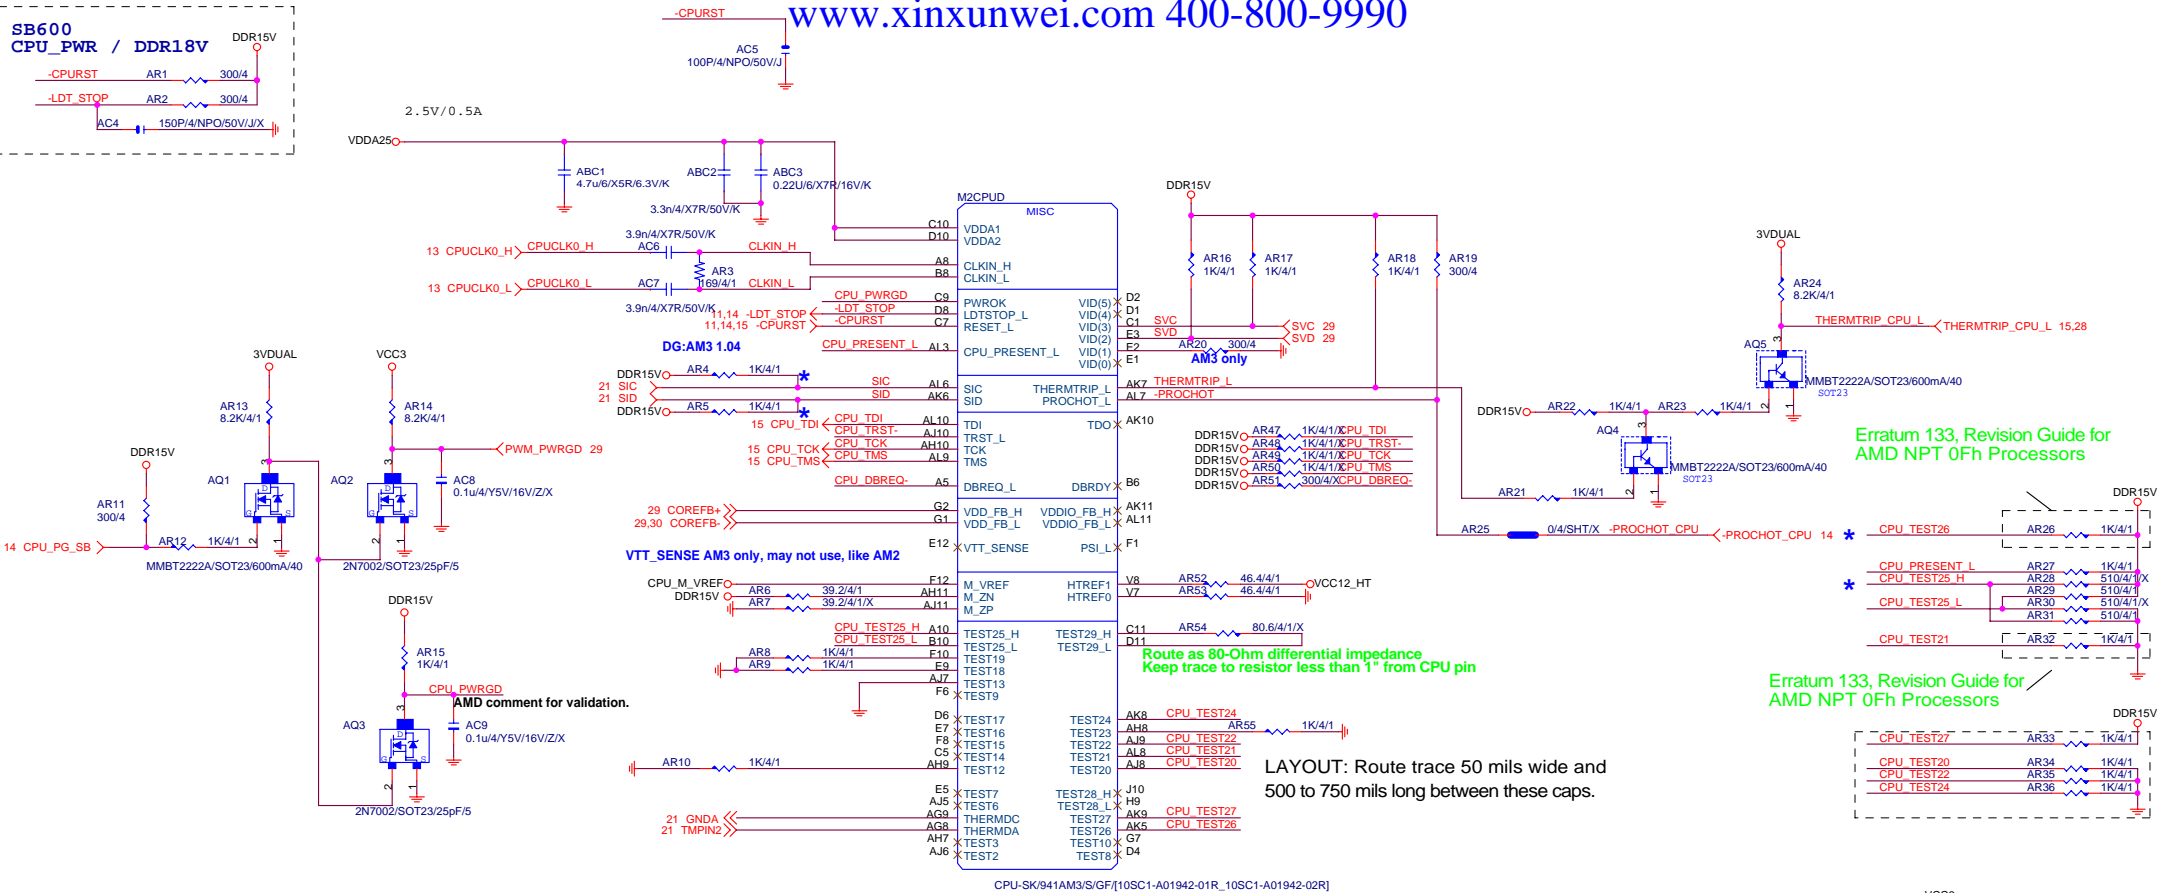 www.xinxunwei.com 400-800-9990
SB600
CPU_PWR / DDR18V
DDR15V
-CPURST AR1 300/4
-LDT_STOP AR2 300/4
AC4 150P/4/NPO/50V/J/X
-CPURST
AC5
100P/4/NPO/50V/J
2.5V/0.5A
VDDA25
ABC1
4.7u/6/X5R/6.3V/K
ABC2
3.3n/4/X7R/50V/K
ABC3
0.22U/6/X7R/16V/K
13 CPUCLK0_H CPUCLK0_H
3.9n/4/X7R/50V/K
AC6
CLKIN_H
AR3
169/4/1
13 CPUCLK0_L CPUCLK0_L
AC7
CLKIN_L
3.9n/4/X7R/50V/K
CPU_PWRGD
11,14 -LDT_STOP -LDT_STOP
11,14,15 -CPURST -CPURST
DG:AM3 1.04
CPU_PRESENT_L
DDR15V AR4 1K/4/1 *
21 SIC SIC
21 SID SID
DDR15V AR5 1K/4/1 *
15 CPU_TDI CPU_TDI
CPU_TRST-
15 CPU_TCK CPU_TCK
15 CPU_TMS CPU_TMS
CPU_DBREQ-
29 COREFB+
29,30 COREFB-
VTT_SENSE AM3 only, may not use, like AM2
CPU_M_VREF
DDR15V AR6 39.2/4/1
AR7 39.2/4/1/X
CPU_TEST25_H
CPU_TEST25_L
AR8 1K/4/1
AR9 1K/4/1
AR10 1K/4/1
21 GNDA
21 TMPIN2
M2CPUD
MISC
C10 VDDA1
D10 VDDA2
A8 CLKIN_H
B8 CLKIN_L
C9 PWROK
D8 LDTSTOP_L
C7 RESET_L
AL3 CPU_PRESENT_L
AL6 SIC
AK6 SID
AL10 TDI
AJ10 TRST_L
AH10 TCK
AL9 TMS
A5 DBREQ_L
G2 VDD_FB_H
G1 VDD_FB_L
E12 VTT_SENSE
F12 M_VREF
AH11 M_ZN
AJ11 M_ZP
A10 TEST25_H
B10 TEST25_L
F10 TEST19
E9 TEST18
AJ7 TEST13
F6 TEST9
D6 TEST17
E7 TEST16
F8 TEST15
C5 TEST14
AH9 TEST12
E5 TEST7
AJ5 TEST6
AG9 THERMDC
AG8 THERMDA
AH7 TEST3
AJ6 TEST2
VID(5) D2
VID(4) D1
VID(3) C1
VID(2) E3
VID(1) E2
VID(0) E1
THERMTRIP_L AK7
PROCHOT_L AL7
TDO AK10
DBRDY B6
VDDIO_FB_H AK11
VDDIO_FB_L AL11
PSI_L F1
HTREF1 V8
HTREF0 V7
TEST29_H C11
TEST29_L D11
TEST24 AK8
TEST23 AH8
TEST22 AJ9
TEST21 AL8
TEST20 AJ8
TEST28_H J10
TEST28_L H9
TEST27 AK9
TEST26 AK5
TEST10 G7
TEST8 D4
CPU-SK/941AM3/S/GF/[10SC1-A01942-01R_10SC1-A01942-02R]
DDR15V
AR16
1K/4/1
AR17
1K/4/1
AR18
1K/4/1
AR19
300/4
SVC SVC 29
SVD SVD 29
AR20 300/4
AM3 only
THERMTRIP_L
-PROCHOT
DDR15V AR47 1K/4/1/X CPU_TDI
DDR15V AR48 1K/4/1/X CPU_TRST-
DDR15V AR49 1K/4/1/X CPU_TCK
DDR15V AR50 1K/4/1/X CPU_TMS
DDR15V AR51 300/4/X CPU_DBREQ-
AR52 46.4/4/1 VCC12_HT
AR53 46.4/4/1
AR54 80.6/4/1/X
Route as 80-Ohm differential impedance
Keep trace to resistor less than 1" from CPU pin
CPU_TEST24
AR55 1K/4/1
CPU_TEST22
CPU_TEST21
CPU_TEST20
LAYOUT: Route trace 50 mils wide and
500 to 750 mils long between these caps.
CPU_TEST27
CPU_TEST26
3VDUAL
AR13
8.2K/4/1
VCC3
AR14
8.2K/4/1
PWM_PWRGD 29
DDR15V
AR11
300/4
14 CPU_PG_SB AR12 1K/4/1
3
AQ1
D
G S
2 1
MMBT2222A/SOT23/600mA/40
3
AQ2
D
G S
2 1
2N7002/SOT23/25pF/5
AC8
0.1u/4/Y5V/16V/Z/X
DDR15V
AR15
1K/4/1
CPU_PWRGD
AMD comment for validation.
3
AQ3
D
G S
2 1
2N7002/SOT23/25pF/5
AC9
0.1u/4/Y5V/16V/Z/X
3VDUAL
AR24
8.2K/4/1
THERMTRIP_CPU_L THERMTRIP_CPU_L 15,28
3
AQ5
MMBT2222A/SOT23/600mA/40
SOT23
2 1
DDR15V AR22 1K/4/1 AR23 1K/4/1
3
AQ4
MMBT2222A/SOT23/600mA/40
SOT23
2 1
AR21 1K/4/1
AR25 0/4/SHT/X -PROCHOT_CPU -PROCHOT_CPU 14
Erratum 133, Revision Guide for
AMD NPT 0Fh Processors
DDR15V
* CPU_TEST26 AR26 1K/4/1
CPU_PRESENT_L AR27 1K/4/1
* CPU_TEST25_H AR28 510/4/1/X
AR29 510/4/1
CPU_TEST25_L AR30 510/4/1/X
AR31 510/4/1
CPU_TEST21 AR32 1K/4/1
Erratum 133, Revision Guide for
AMD NPT 0Fh Processors
DDR15V
CPU_TEST27 AR33 1K/4/1
CPU_TEST20 AR34 1K/4/1
CPU_TEST22 AR35 1K/4/1
CPU_TEST24 AR36 1K/4/1